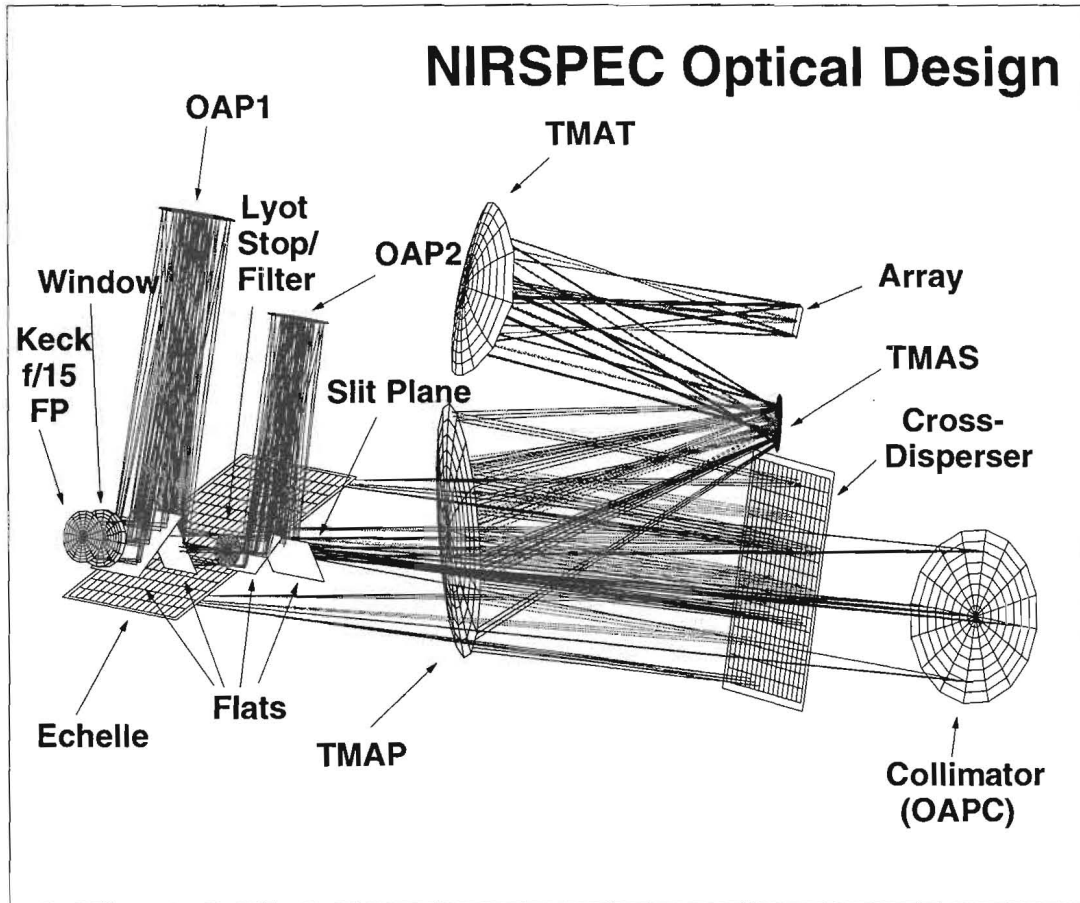 NIRSPEC Optical Design
OAP1
TMAT
Lyot
Stop/
Filter
OAP2
Window
Array
Keck
f/15
FP
Slit Plane
TMAS
Cross-
Disperser
Flats
Echelle
TMAP
Collimator
(OAPC)